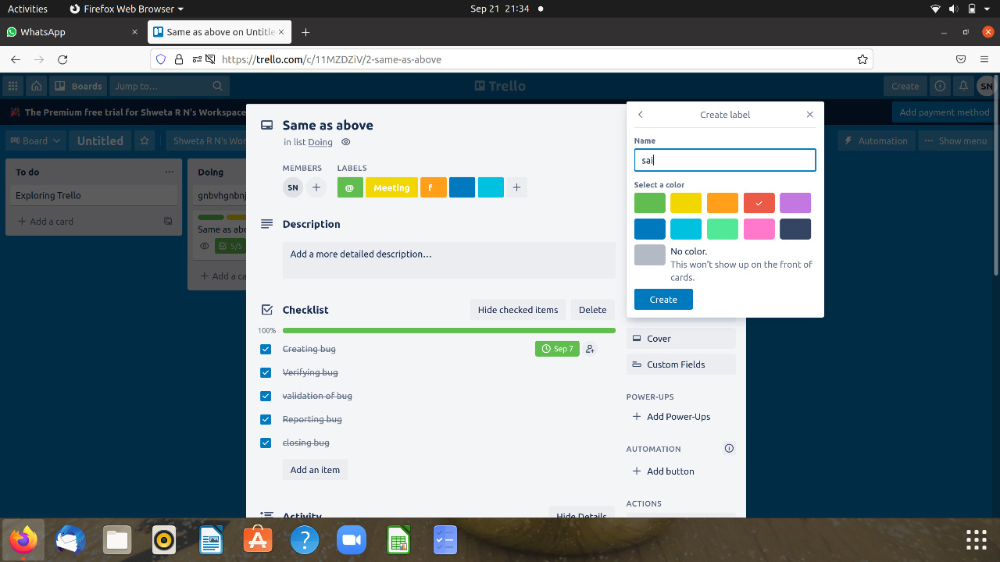 Activities
Firefox Web Browser
Sep 21 21:34
WhatsApp
Same as above on Untitle
https://trello.com/c/11MZDZiV/2-same-as-above
Boards
Jump to…
Trello
Create
SN
The Premium free trial for Shweta R N's Workspace
Add payment method
Board
Untitled
Shweta R N's Wor
Automation
Show menu
To do
Exploring Trello
Add a card
Doing
gnbvhgnbnj
Same as abo
5/5
Add a ca
Same as above
in list Doing
MEMBERS
LABELS
SN
@
Meeting
f
Description
Add a more detailed description…
Checklist
Hide checked items
Delete
100%
Creating bug
Sep 7
Verifying bug
validation of bug
Reporting bug
closing bug
Add an item
Activity
Hide Details
Create label
Name
sai
Select a color
No color.
This won't show up on the front of
cards.
Create
Cover
Custom Fields
POWER-UPS
Add Power-Ups
AUTOMATION
Add button
ACTIONS